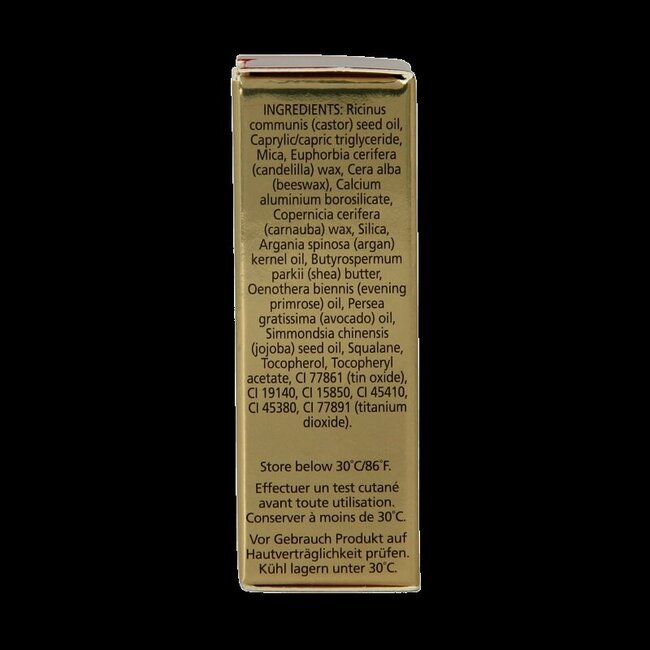 INGREDIENTS: Ricinus
communis (castor) seed oil,
Caprylic/capric triglyceride,
Mica, Euphorbia cerifera
(candelilla) wax, Cera alba
(beeswax), Calcium
aluminium borosilicate,
Copernicia cerifera
(carnauba) wax, Silica,
Argania spinosa (argan)
kernel oil, Butyrospermum
parkii (shea) butter,
Oenothera biennis (evening
primrose) oil, Persea
gratissima (avocado) oil,
Simmondsia chinensis
(jojoba) seed oil, Squalane,
Tocopherol, Tocopheryl
acetate, CI 77861 (tin oxide),
CI 19140, CI 15850, CI 45410,
CI 45380, CI 77891 (titanium
dioxide).
Store below 30°C/86°F.
Effectuer un test cutané
avant toute utilisation.
Conserver à moins de 30°C.
Vor Gebrauch Produkt auf
Hautverträglichkeit prüfen.
Kühl lagern unter 30°C.